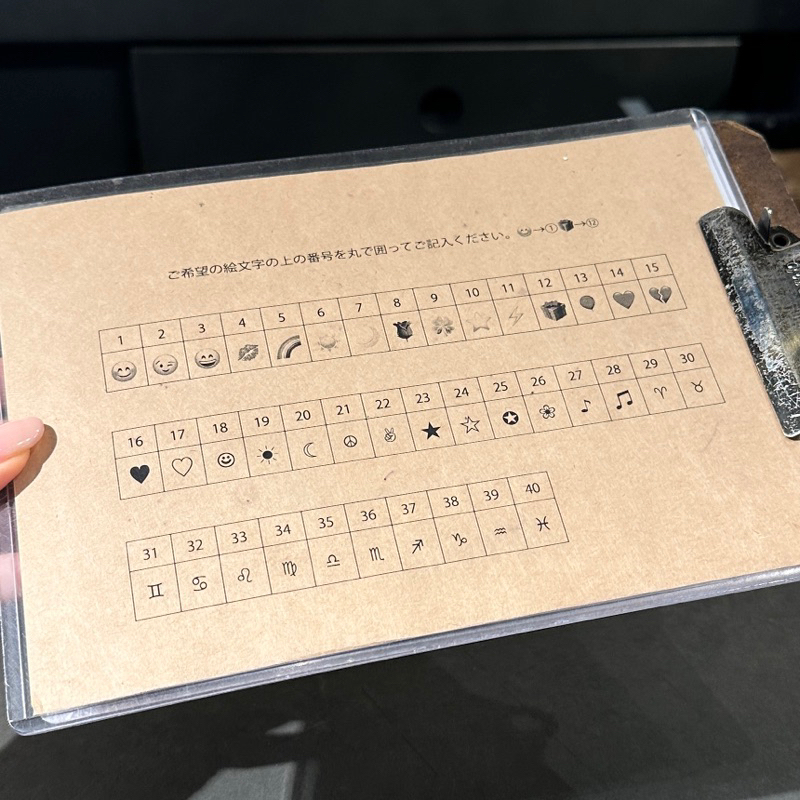 ご希望の絵文字の上の番号を丸で囲ってご記入ください。😊→①🎁→⑫
1 2 3 4 5 6 7 8 9 10 11 12 13 14 15
16 17 18 19 20 21 22 23 24 25 26 27 28 29 30
♥ ♡ ☺ ☀ ☾ ☮ ✌ ★ ☆ ✪ ❀ ♪ ♫ ♈ ♉
31 32 33 34 35 36 37 38 39 40
♊ ♋ ♌ ♍ ♎ ♏ ♐ ♑ ♒ ♓